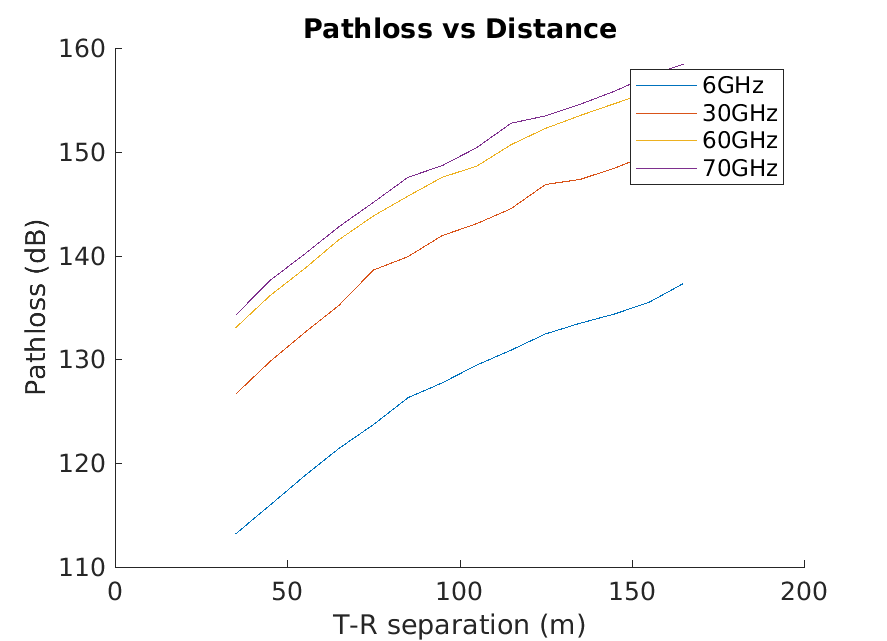 Pathloss vs Distance
160
150
140
130
120
110
0
50
100
150
200
Pathloss (dB)
T-R separation (m)
6GHz
30GHz
60GHz
70GHz